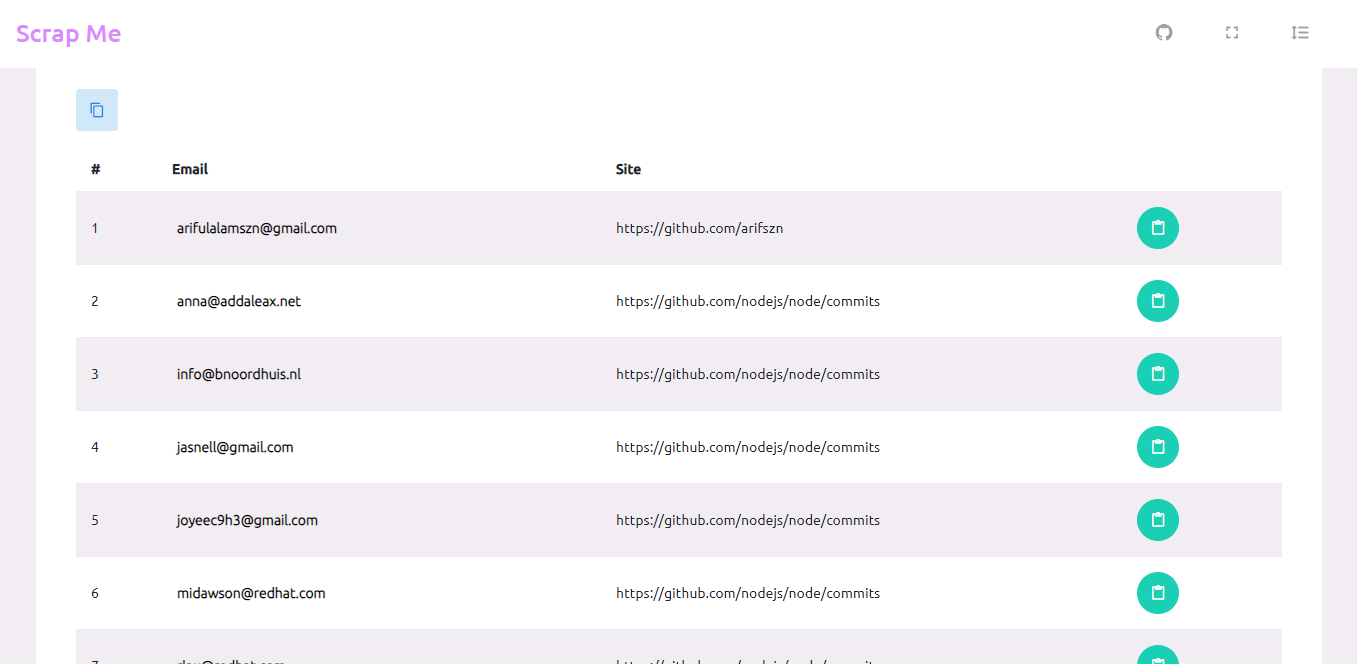 Scrap Me
# Email Site
1 arifulalamszn@gmail.com https://github.com/arifszn
2 anna@addaleax.net https://github.com/nodejs/node/commits
3 info@bnoordhuis.nl https://github.com/nodejs/node/commits
4 jasnell@gmail.com https://github.com/nodejs/node/commits
5 joyeec9h3@gmail.com https://github.com/nodejs/node/commits
6 midawson@redhat.com https://github.com/nodejs/node/commits